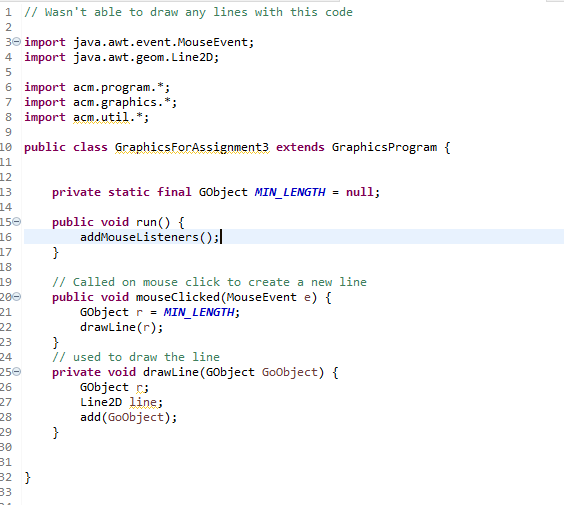 1 // Wasn't able to draw any lines with this code
2
3 import java.awt.event.MouseEvent;
4 import java.awt.geom.Line2D;
5
6 import acm.program.*;
7 import acm.graphics.*;
8 import acm.util.*;
9
10 public class GraphicsForAssignment3 extends GraphicsProgram {
11
12
13 private static final GObject MIN_LENGTH = null;
14
15 public void run() {
16 addMouseListeners();
17 }
18
19 // Called on mouse click to create a new line
20 public void mouseClicked(MouseEvent e) {
21 GObject r = MIN_LENGTH;
22 drawLine(r);
23 }
24 // used to draw the line
25 private void drawLine(GObject GoObject) {
26 GObject r;
27 Line2D line;
28 add(GoObject);
29 }
30
31
32 }
33